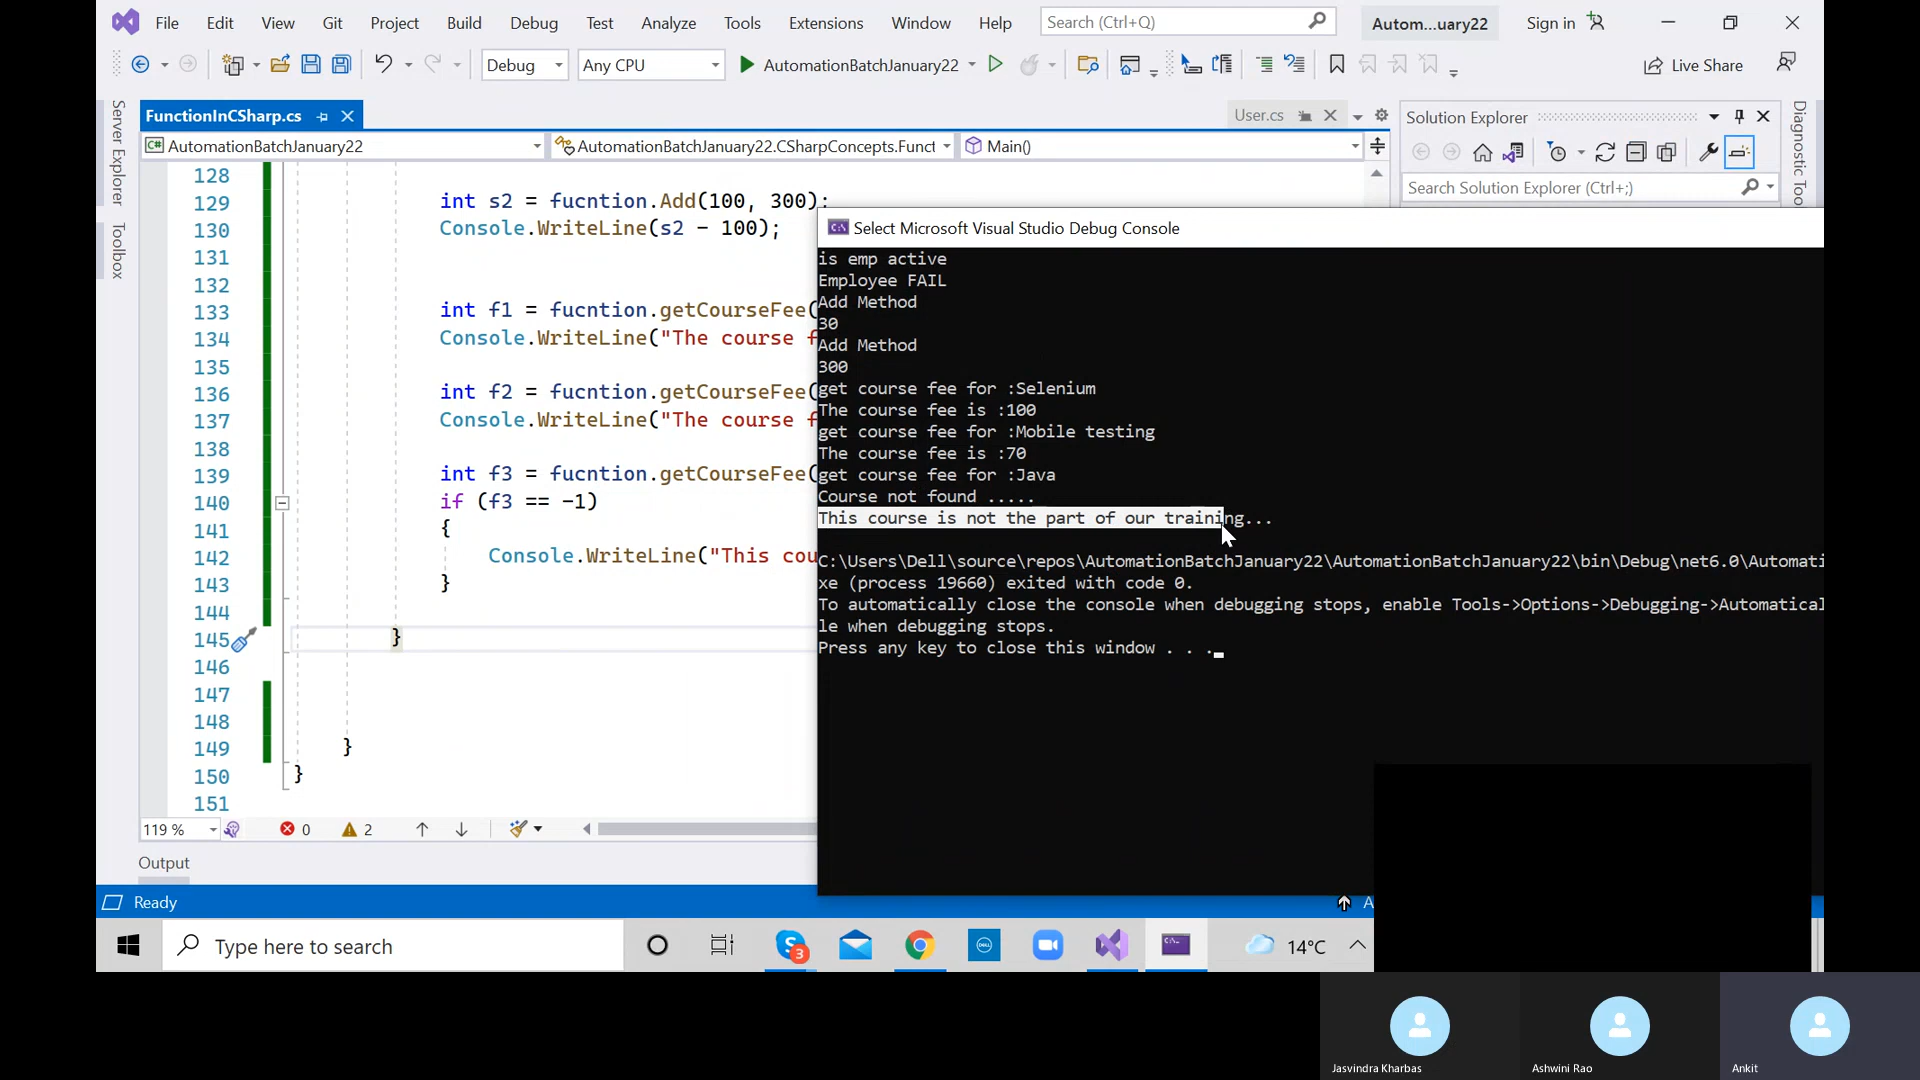 File Edit View Git Project Build Debug Test Analyze Tools Extensions Window Help Search (Ctrl+Q) Autom...uary22 Sign in
Debug Any CPU AutomationBatchJanuary22 Live Share
Server Explorer
Toolbox
FunctionInCSharp.cs User.cs
C# AutomationBatchJanuary22 AutomationBatchJanuary22.CSharpConcepts.Funct Main()
Solution Explorer
Search Solution Explorer (Ctrl+;)
Diagnostic Too
128
129 int s2 = fucntion.Add(100, 300);
130 Console.WriteLine(s2 - 100);
131
132
133 int f1 = fucntion.getCourseFee(
134 Console.WriteLine("The course f
135
136 int f2 = fucntion.getCourseFee(
137 Console.WriteLine("The course f
138
139 int f3 = fucntion.getCourseFee(
140 if (f3 == -1)
141 {
142 Console.WriteLine("This cou
143 }
144
145 }
146
147
148
149 }
150 }
151
Select Microsoft Visual Studio Debug Console
is emp active
Employee FAIL
Add Method
30
Add Method
300
get course fee for :Selenium
The course fee is :100
get course fee for :Mobile testing
The course fee is :70
get course fee for :Java
Course not found .....
This course is not the part of our training...
C:\Users\Dell\source\repos\AutomationBatchJanuary22\AutomationBatchJanuary22\bin\Debug\net6.0\Automati
xe (process 19660) exited with code 0.
To automatically close the console when debugging stops, enable Tools->Options->Debugging->Automatical
le when debugging stops.
Press any key to close this window . . .
119 % 0 2
Output
Ready A
Type here to search 3 DELL 14°C
Jasvindra Kharbas Ashwini Rao Ankit